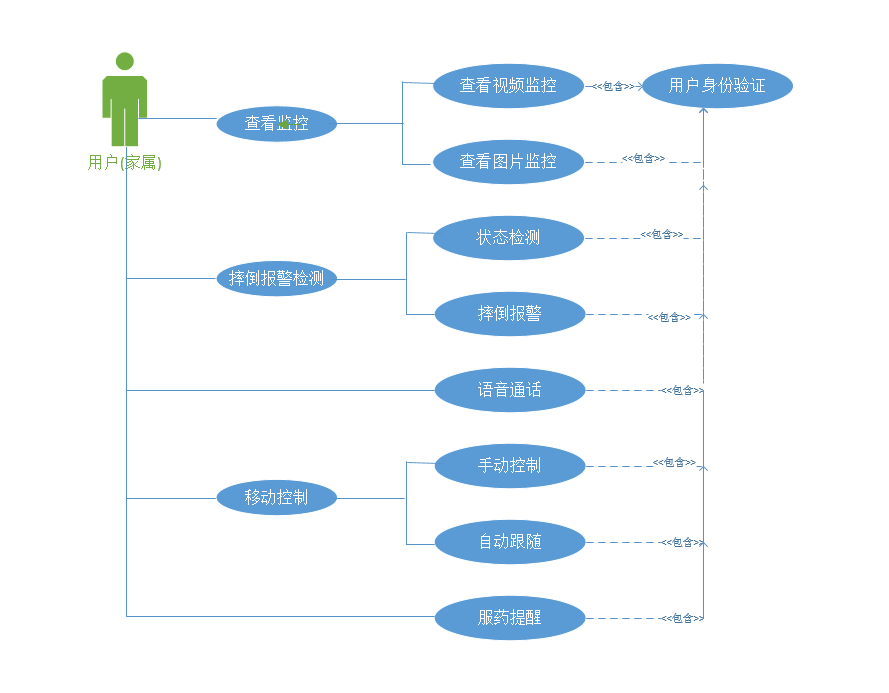 查看视频监控
<<包含>>
用户身份验证
查看监控
用户(家属)
查看图片监控
<<包含>>
状态检测
<<包含>>
摔倒报警检测
摔倒报警
<<包含>>
语音通话
<<包含>>
手动控制
<<包含>>
移动控制
自动跟随
<<包含>>
服药提醒
<<包含>>